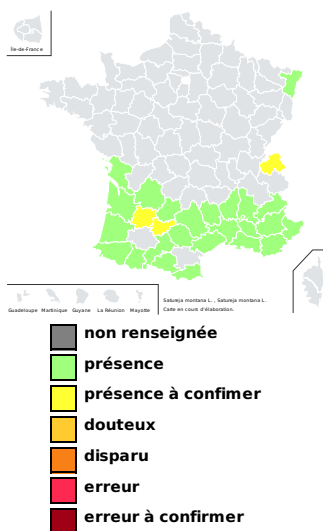 Île-de-France
Guadeloupe Martinique Guyane La Réunion Mayotte
Satureja montana L. , Satureja montana L.
Carte en cours d'élaboration.
non renseignée
présence
présence à confimer
douteux
disparu
erreur
erreur à confirmer